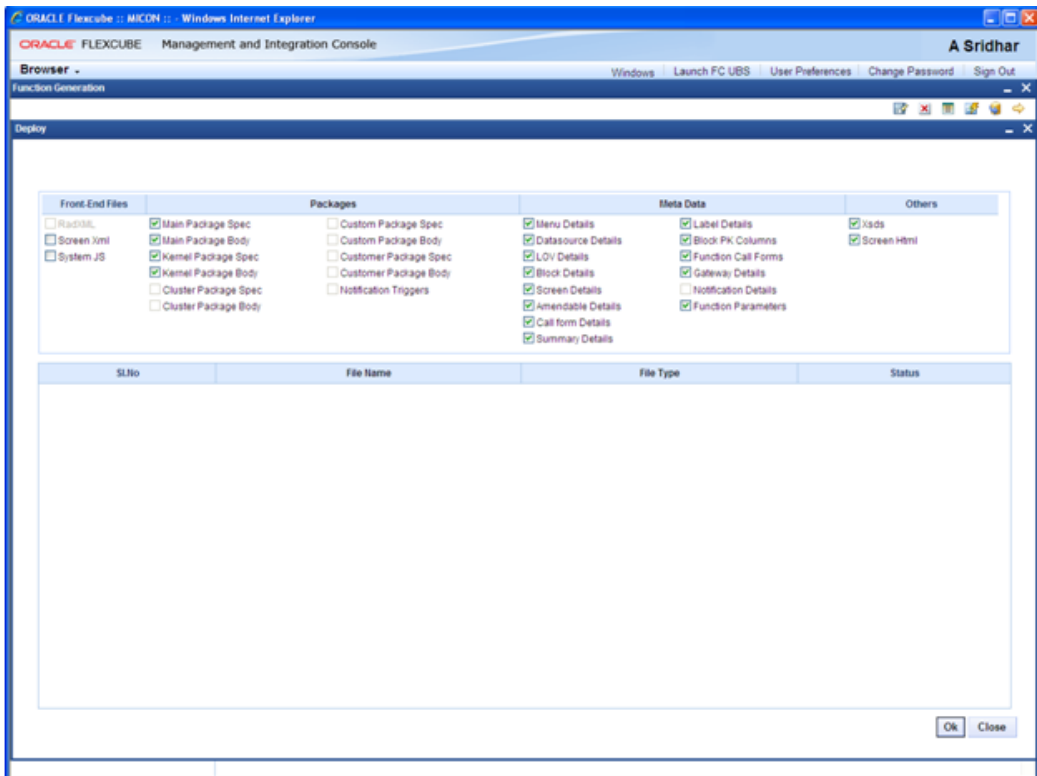 ORACLE Flexcube :: MICON :: - Windows Internet Explorer
ORACLE FLEXCUBE Management and Integration Console A Sridhar
Browser Windows Launch FC UBS User Preferences Change Password Sign Out
Function Generation
Deploy
Front-End Files Packages Meta Data Others
RadXML Main Package Spec Custom Package Spec Menu Details Label Details Xsds
Screen Xml Main Package Body Custom Package Body Datasource Details Block PK Columns Screen Html
System JS Kernel Package Spec Customer Package Spec LOV Details Function Call Forms
Kernel Package Body Customer Package Body Block Details Gateway Details
Cluster Package Spec Notification Triggers Screen Details Notification Details
Cluster Package Body Amendable Details Function Parameters
Call form Details
Summary Details
Sl.No File Name File Type Status
Ok Close